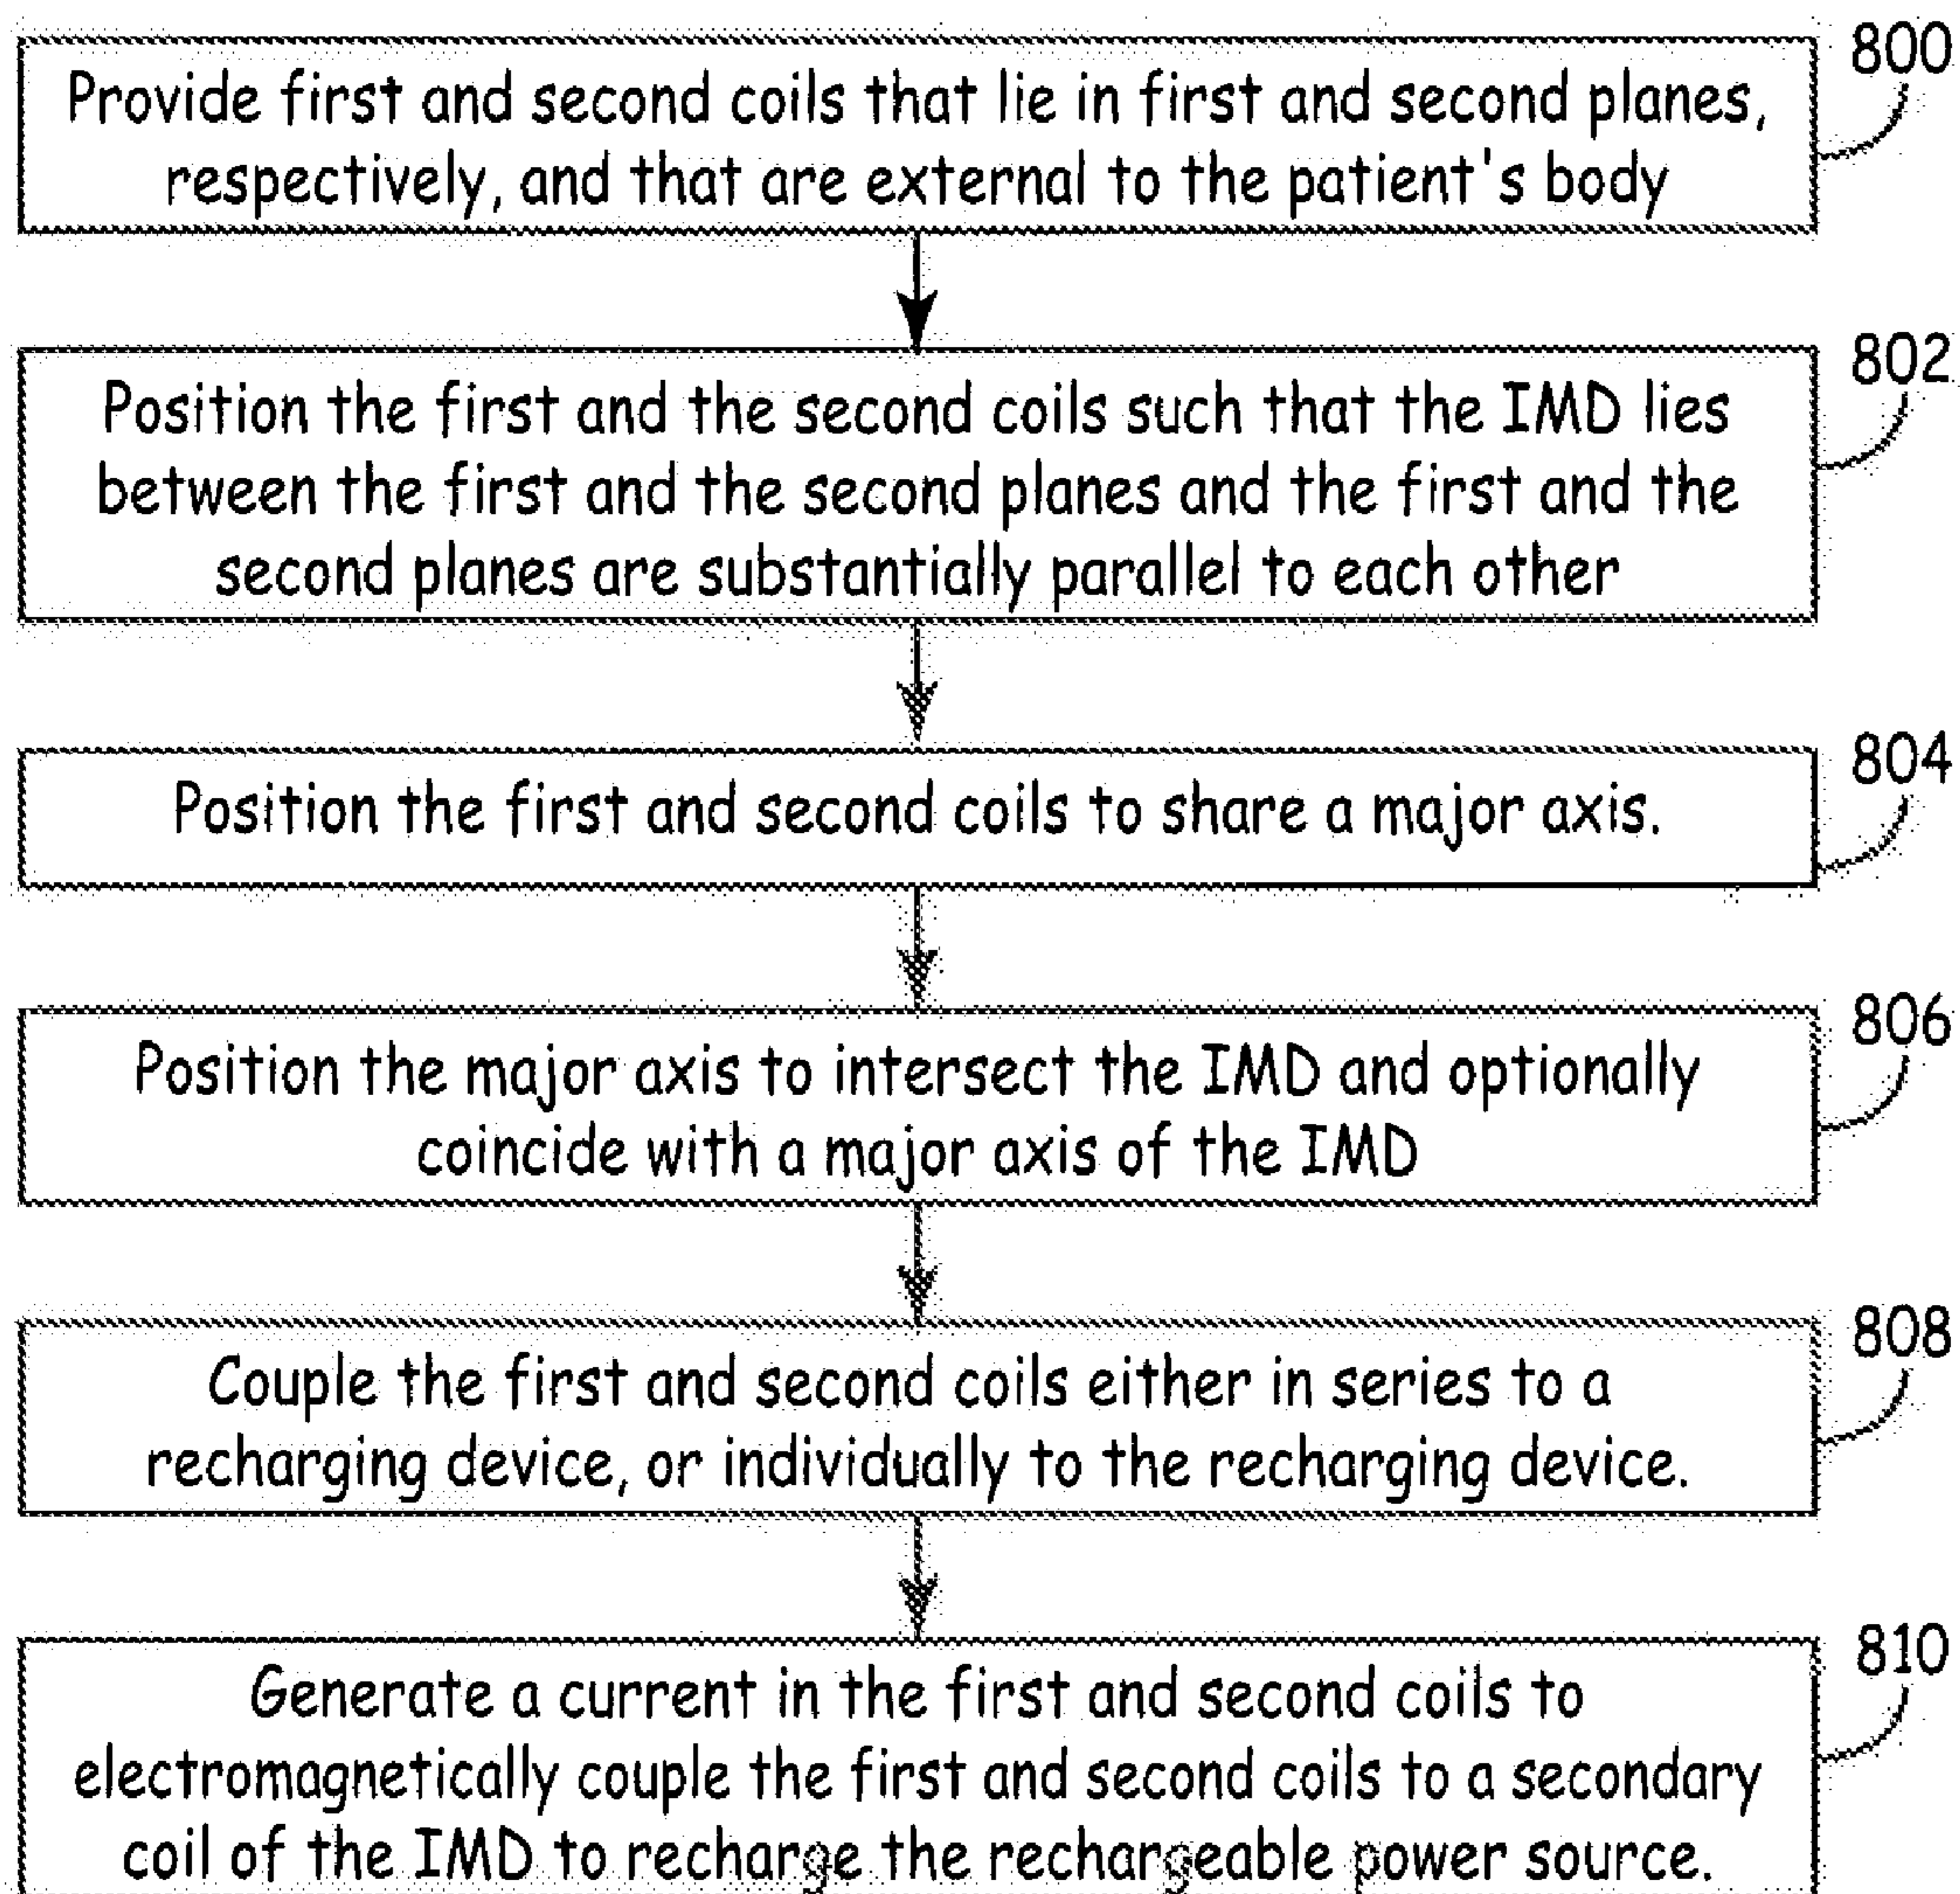 800
Provide first and second coils that lie in first and second planes,
respectively, and that are external to the patient's body
802
Position the first and the second coils such that the IMD lies
between the first and the second planes and the first and the
second planes are substantially parallel to each other
804
Position the first and second coils to share a major axis.
806
Position the major axis to intersect the IMD and optionally
coincide with a major axis of the IMD
808
Couple the first and second coils either in series to a
recharging device, or individually to the recharging device.
810
Generate a current in the first and second coils to
electromagnetically couple the first and second coils to a secondary
coil of the IMD to recharge the rechargeable power source.